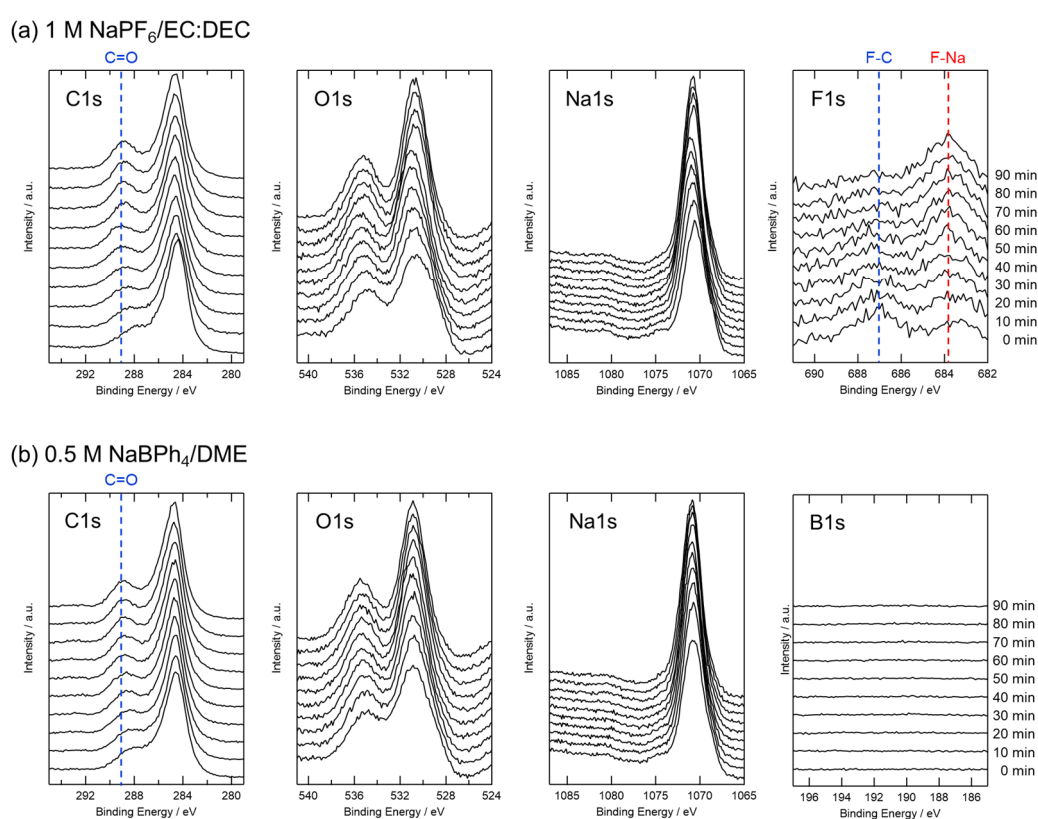 (a) 1 M NaPF₆/EC:DEC
C=O
F-C
F-Na
C1s
O1s
Na1s
F1s
Intensity / a.u.
Intensity / a.u.
Intensity / a.u.
Intensity / a.u.
90 min
80 min
70 min
60 min
50 min
40 min
30 min
20 min
10 min
0 min
292 288 284 280
540 536 532 528 524
1085 1080 1075 1070 1065
690 688 686 684 682
Binding Energy / eV
Binding Energy / eV
Binding Energy / eV
Binding Energy / eV
(b) 0.5 M NaBPh₄/DME
C=O
C1s
O1s
Na1s
B1s
Intensity / a.u.
Intensity / a.u.
Intensity / a.u.
Intensity / a.u.
90 min
80 min
70 min
60 min
50 min
40 min
30 min
20 min
10 min
0 min
292 288 284 280
540 536 532 528 524
1085 1080 1075 1070 1065
196 194 192 190 188 186
Binding Energy / eV
Binding Energy / eV
Binding Energy / eV
Binding Energy / eV